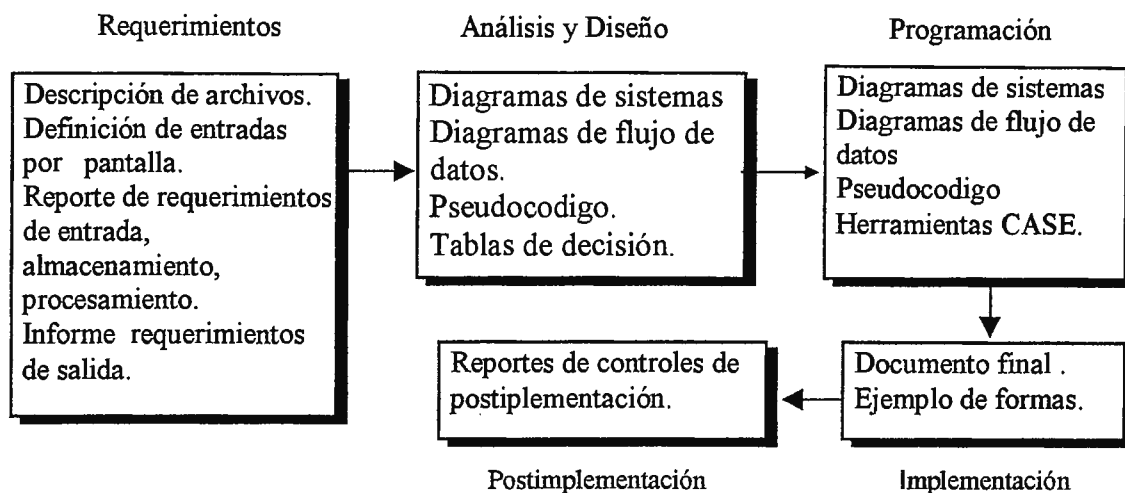 Requerimientos
Descripción de archivos.
Definición de entradas
por pantalla.
Reporte de requerimientos
de entrada,
almacenamiento,
procesamiento.
Informe requerimientos
de salida.
Análisis y Diseño
Diagramas de sistemas
Diagramas de flujo de
datos.
Pseudocodigo.
Tablas de decisión.
Programación
Diagramas de sistemas
Diagramas de flujo de
datos
Pseudocodigo
Herramientas CASE.
Documento final .
Ejemplo de formas.
Implementación
Reportes de controles de
postiplementación.
Postimplementación